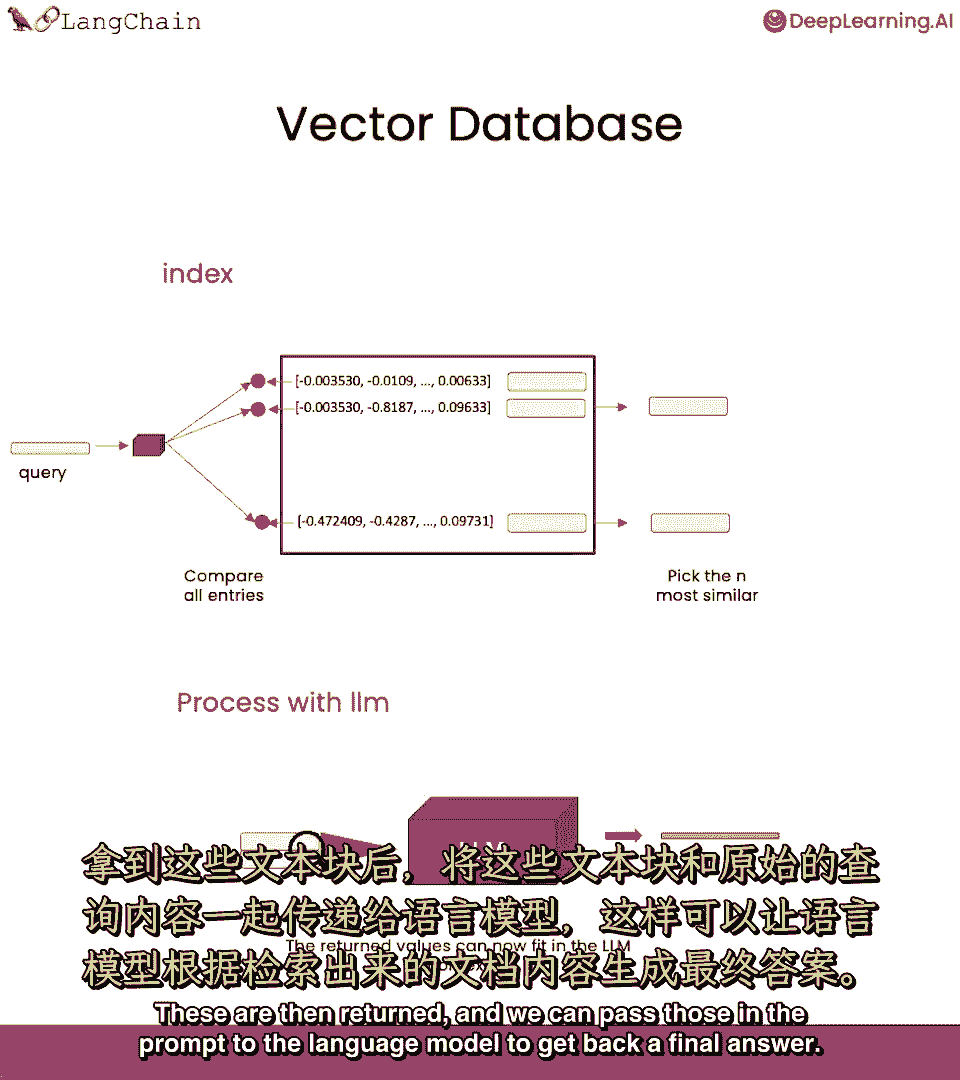 LangChain
DeepLearning.AI
Vector Database
index
[-0.003530, -0.0109, ..., 0.00633]
[-0.003530, -0.8187, ..., 0.09633]
query
[-0.472409, -0.4287, ..., 0.09731]
Compare
all entries
Pick the n
most similar
Process with llm
拿到这些文本块后，将这些文本块和原始的查
询内容一起传递给语言模型，这样可以让语言
The returned values can now fit in the LLM
模型根据检索出来的文档内容生成最终答案。
These are then returned, and we can pass those in the
prompt to the language model to get back a final answer.